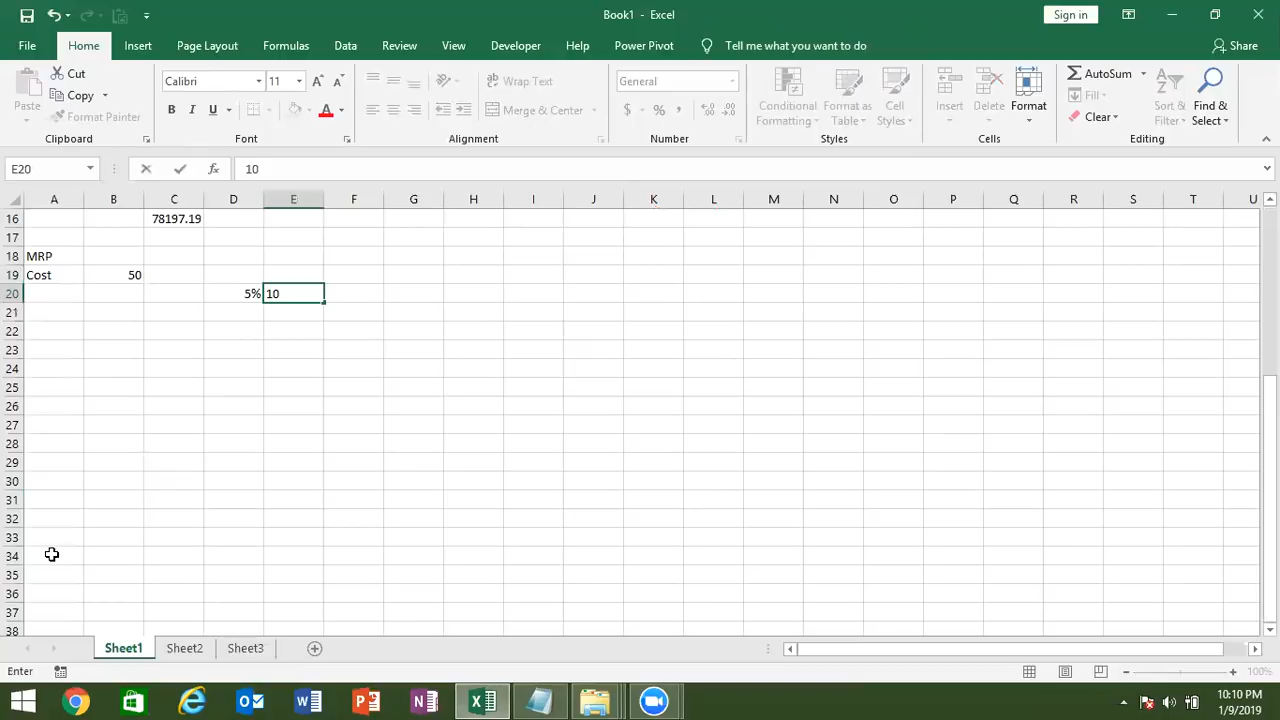 Book1 - Excel
Sign in
File Home Insert Page Layout Formulas Data Review View Developer Help Power Pivot Tell me what you want to do Share
Paste
Cut
Copy
Format Painter
Clipboard
Calibri 11
B I U
Font
Wrap Text
Merge & Center
Alignment
General
$ % ,
Number
Conditional Formatting
Format as Table
Cell Styles
Styles
Insert Delete Format
Cells
AutoSum
Fill
Clear
Sort & Filter
Find & Select
Editing
E20 fx 10
A B C D E F G H I J K L M N O P Q R S T U
16 78197.19
17
18 MRP
19 Cost 50
20 5% 10
21
22
23
24
25
26
27
28
29
30
31
32
33
34
35
36
37
38
Sheet1 Sheet2 Sheet3
Enter 100%
10:10 PM
1/9/2019